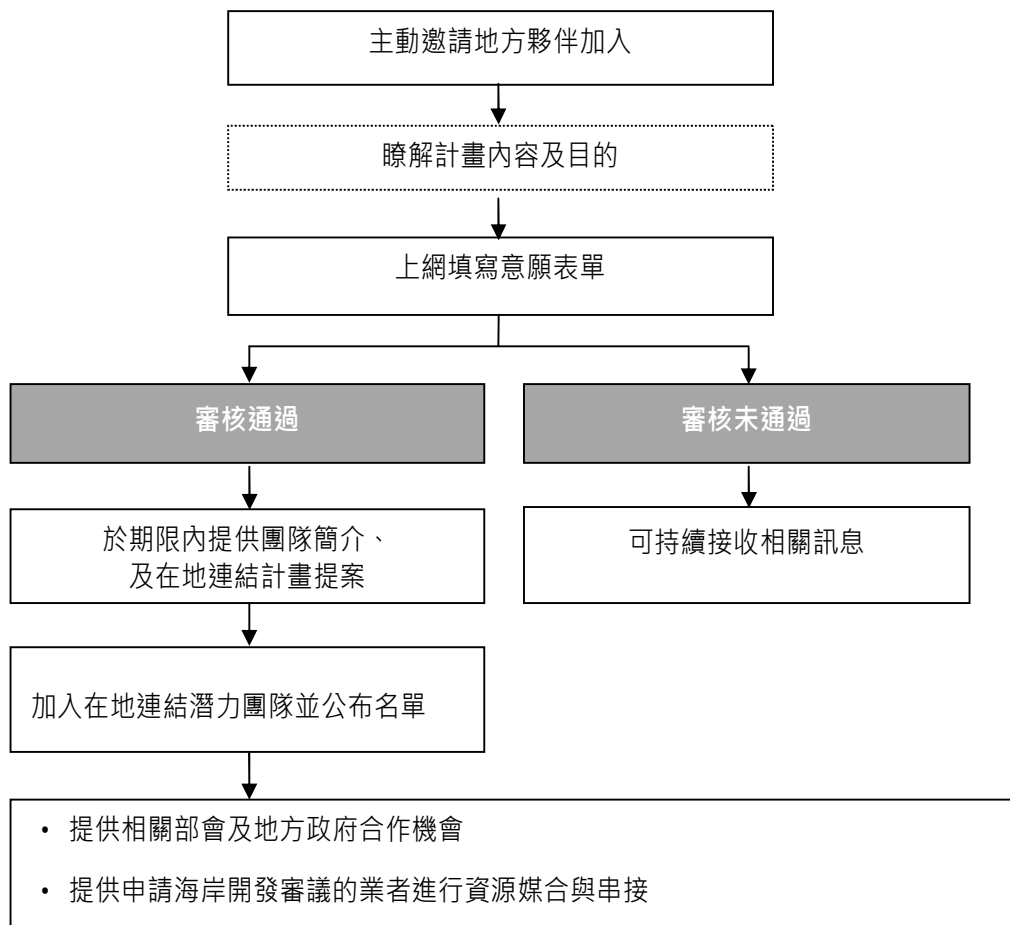 主動邀請地方夥伴加入
瞭解計畫內容及目的
上網填寫意願表單
審核通過
審核未通過
於期限內提供團隊簡介、
及在地連結計畫提案
可持續接收相關訊息
加入在地連結潛力團隊並公布名單
• 提供相關部會及地方政府合作機會
• 提供申請海岸開發審議的業者進行資源媒合與串接